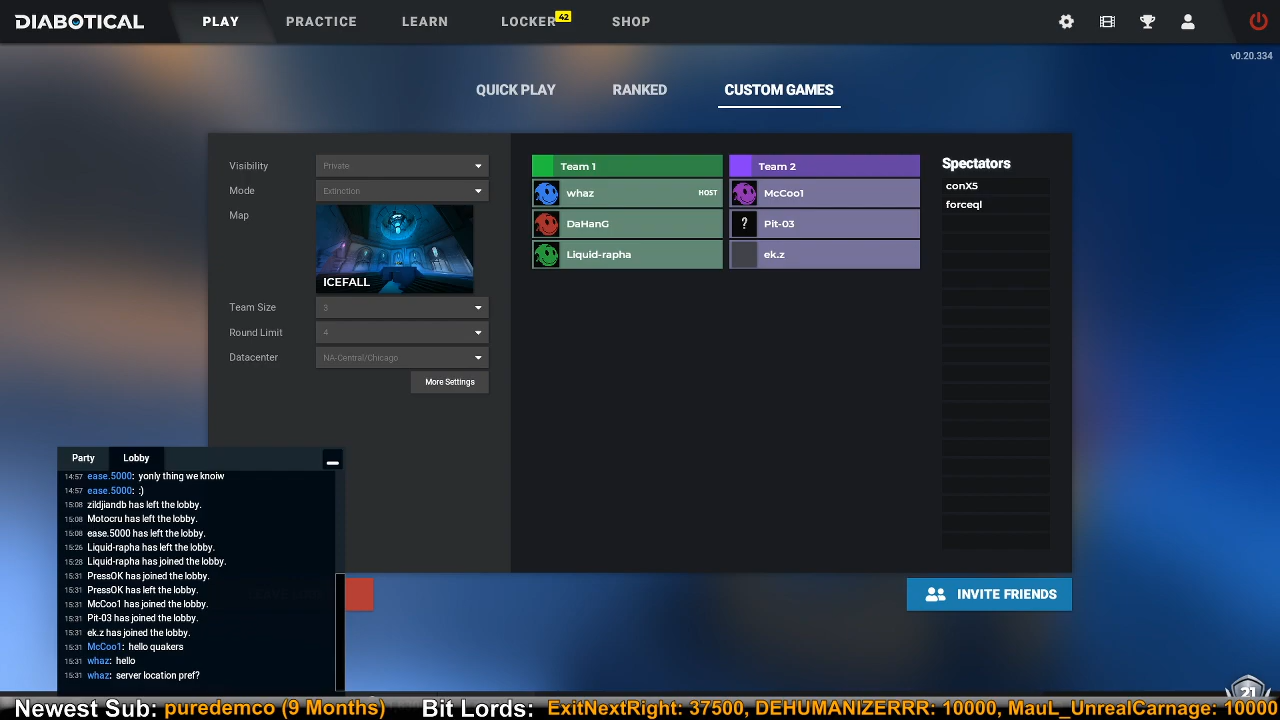 DIABOTICAL
PLAY
PRACTICE
LEARN
LOCKER 42
SHOP
v0.20.334
QUICK PLAY
RANKED
CUSTOM GAMES
Visibility
Private
Mode
Extinction
Map
ICEFALL
Team Size
3
Round Limit
4
Datacenter
NA-Central/Chicago
More Settings
Team 1
whaz HOST
DaHanG
Liquid-rapha
Team 2
McCoo1
? Pit-03
ek.z
Spectators
conX5
forceql
Party Lobby
14:57 ease.5000: yonly thing we knoiw
14:57 ease.5000: :)
15:08 zildjiandb has left the lobby.
15:08 Motocru has left the lobby.
15:08 ease.5000 has left the lobby.
15:26 Liquid-rapha has left the lobby.
15:28 Liquid-rapha has joined the lobby.
15:31 PressOK has joined the lobby.
15:31 PressOK has left the lobby.
15:31 McCoo1 has joined the lobby.
15:31 Pit-03 has joined the lobby.
15:31 ek.z has joined the lobby.
15:31 McCoo1: hello quakers
15:31 whaz: hello
15:31 whaz: server location pref?
INVITE FRIENDS
21
Newest Sub: puredemco (9 Months) Bit Lords: ExitNextRight: 37500, DEHUMANIZERRR: 10000, MauL_UnrealCarnage: 10000